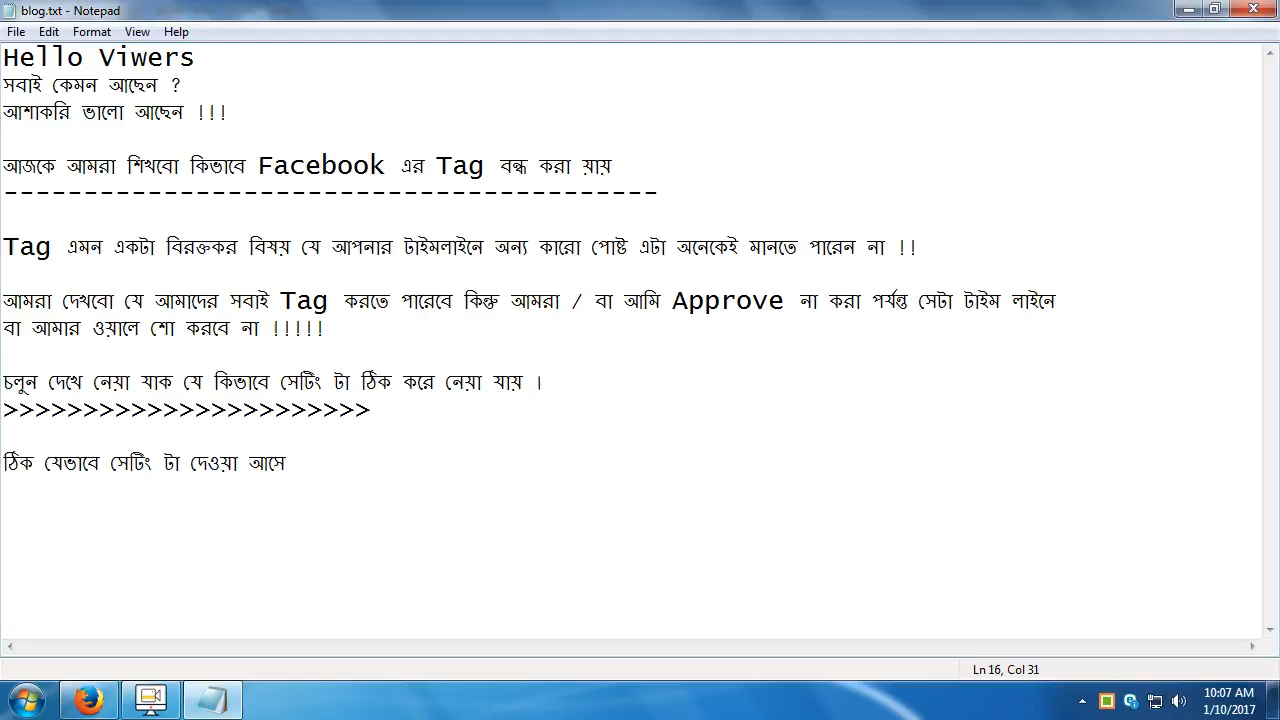 blog.txt - Notepad
File Edit Format View Help
Hello Viwers
সবাই কেমন আছেন ?
আশাকরি ভালো আছেন !!!
আজকে আমরা শিখবো কিভাবে Facebook এর Tag বন্ধ করা যায়
-----------------------------------------
Tag এমন একটা বিরক্তকর বিষয় যে আপনার টাইমলাইনে অন্য কারো পোষ্ট এটা অনেকেই মানতে পারেন না !!
আমরা দেখবো যে আমাদের সবাই Tag করতে পারেবে কিন্তু আমরা / বা আমি Approve না করা পর্যন্ত সেটা টাইম লাইনে
বা আমার ওয়ালে শো করবে না !!!!!
চলুন দেখে নেয়া যাক যে কিভাবে সেটিং টা ঠিক করে নেয়া যায় ।
>>>>>>>>>>>>>>>>>>>>>>>
ঠিক যেভাবে সেটিং টা দেওয়া আসে
Ln 16, Col 31
10:07 AM
1/10/2017